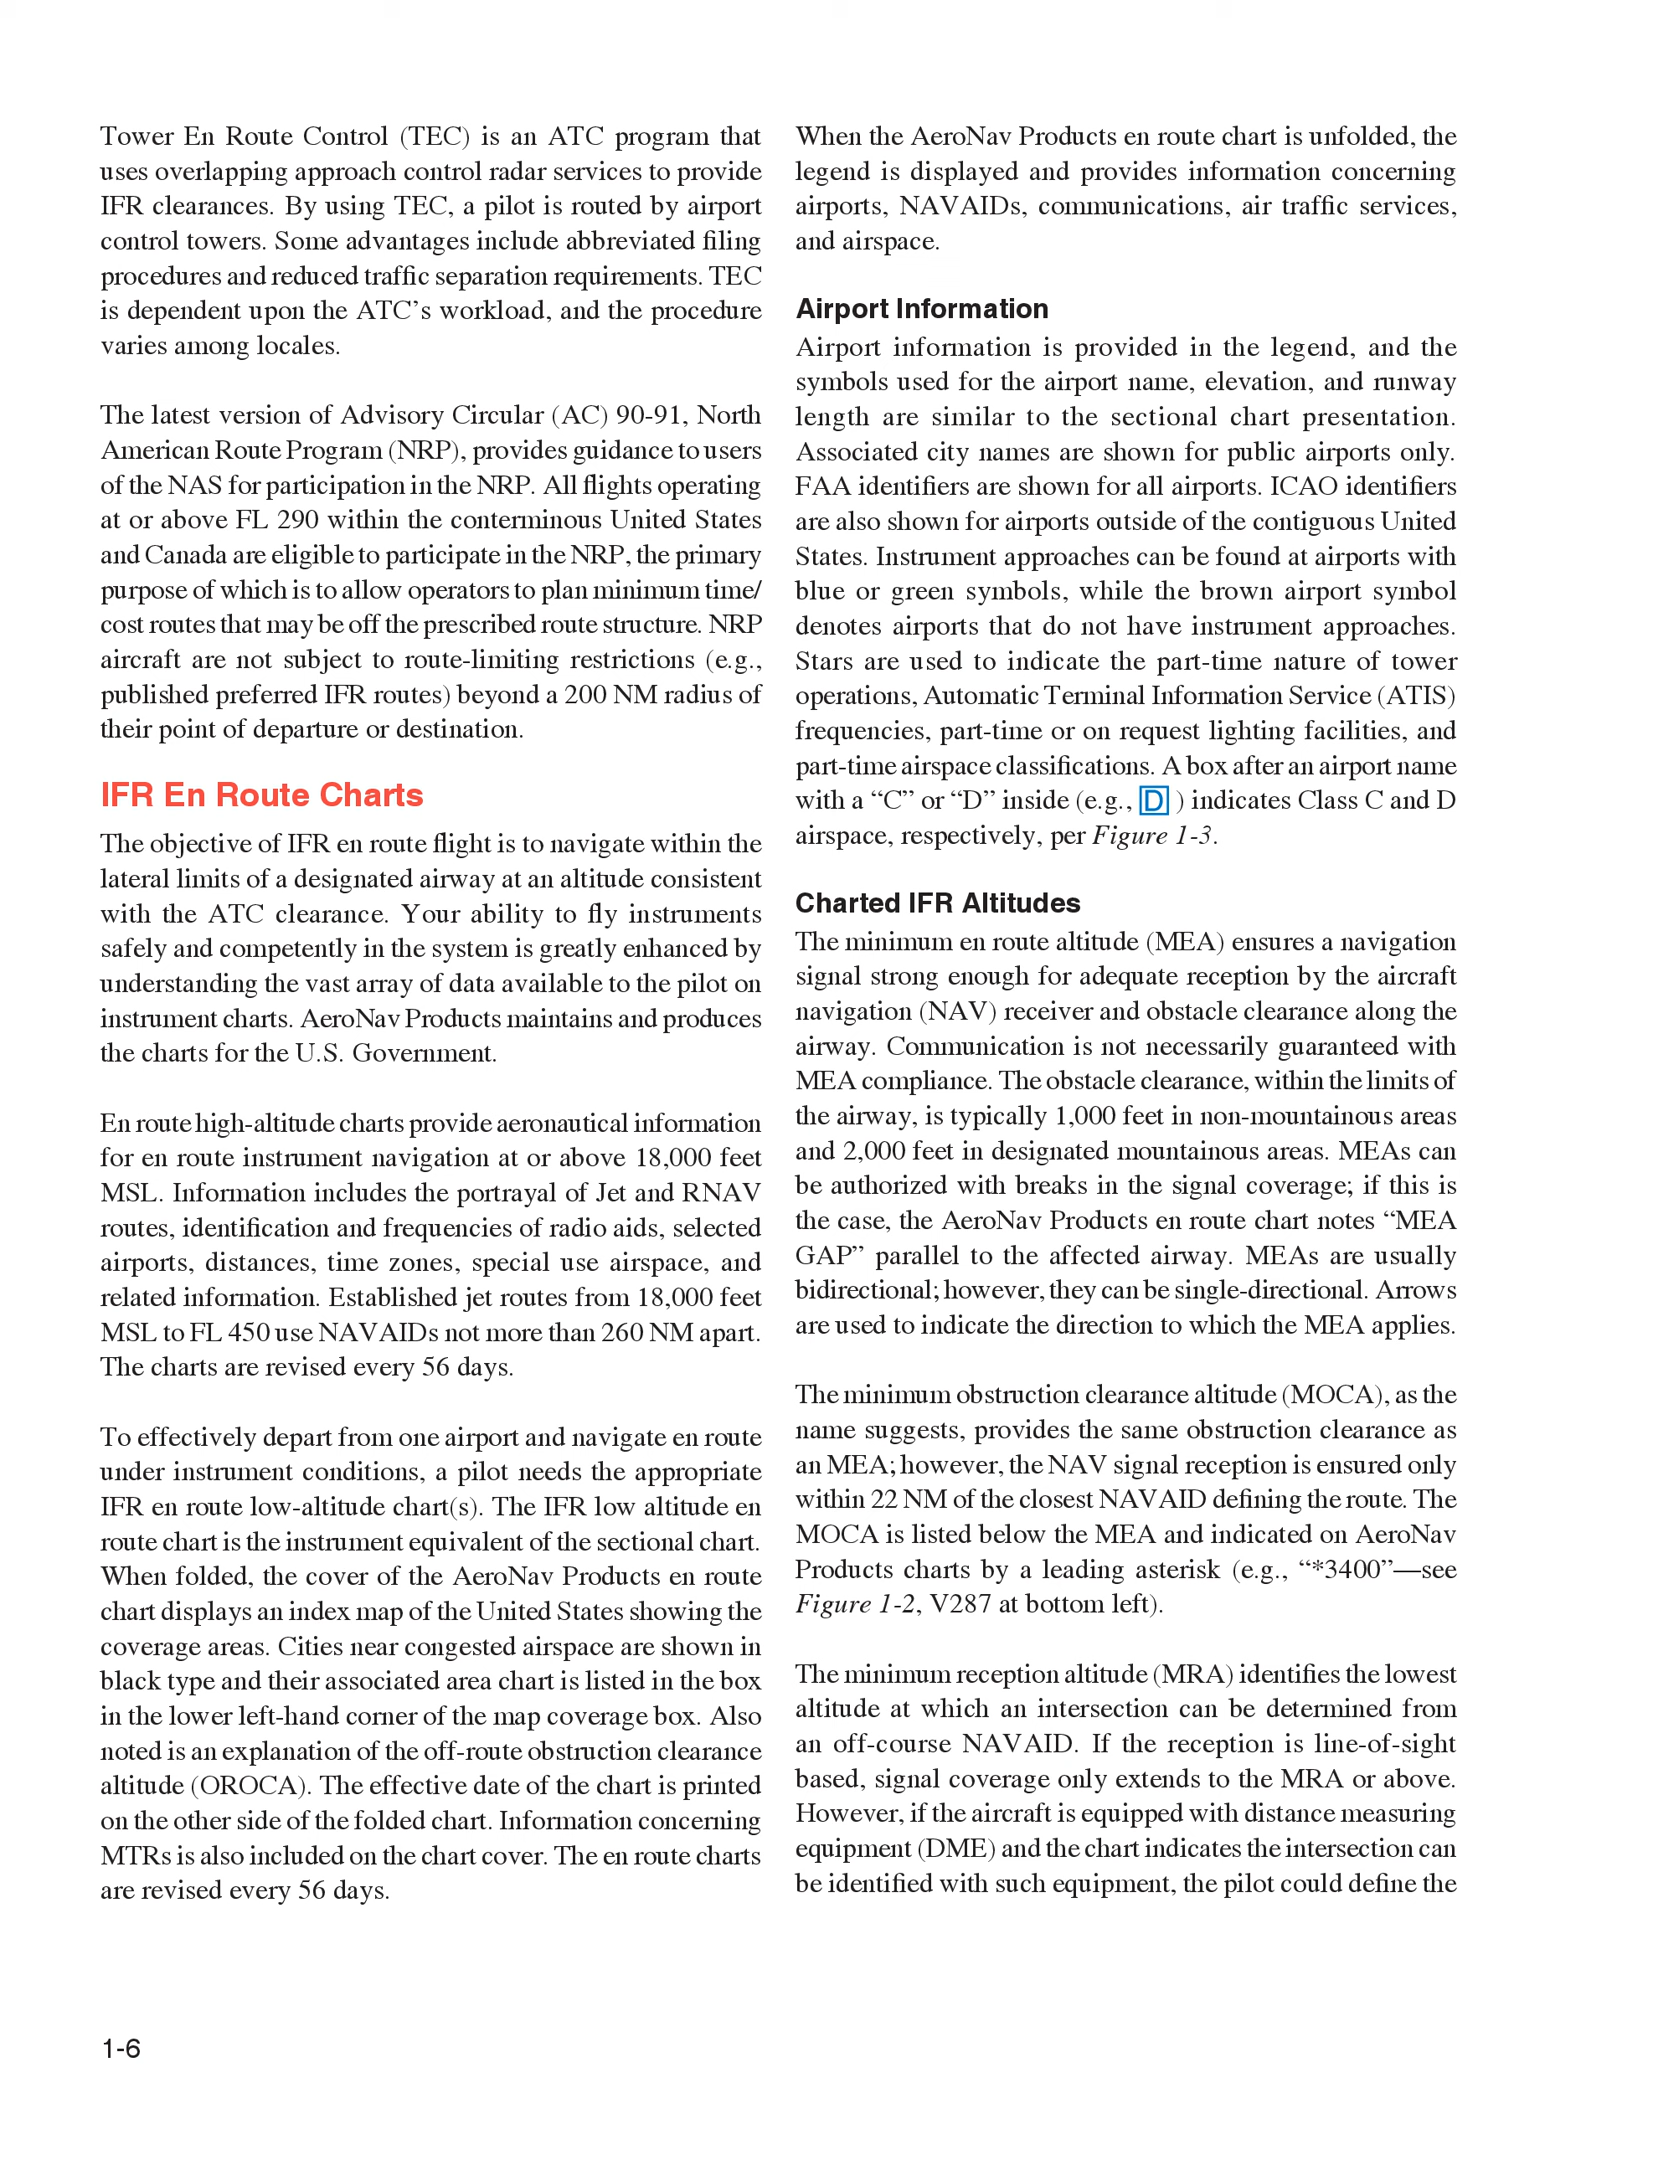 Tower En Route Control (TEC) is an ATC program that
uses overlapping approach control radar services to provide
IFR clearances. By using TEC, a pilot is routed by airport
control towers. Some advantages include abbreviated filing
procedures and reduced traffic separation requirements. TEC
is dependent upon the ATC’s workload, and the procedure
varies among locales.
The latest version of Advisory Circular (AC) 90-91, North
American Route Program (NRP), provides guidance to users
of the NAS for participation in the NRP. All flights operating
at or above FL 290 within the conterminous United States
and Canada are eligible to participate in the NRP, the primary
purpose of which is to allow operators to plan minimum time/
cost routes that may be off the prescribed route structure. NRP
aircraft are not subject to route-limiting restrictions (e.g.,
published preferred IFR routes) beyond a 200 NM radius of
their point of departure or destination.
IFR En Route Charts
The objective of IFR en route flight is to navigate within the
lateral limits of a designated airway at an altitude consistent
with the ATC clearance. Your ability to fly instruments
safely and competently in the system is greatly enhanced by
understanding the vast array of data available to the pilot on
instrument charts. AeroNav Products maintains and produces
the charts for the U.S. Government.
En route high-altitude charts provide aeronautical information
for en route instrument navigation at or above 18,000 feet
MSL. Information includes the portrayal of Jet and RNAV
routes, identification and frequencies of radio aids, selected
airports, distances, time zones, special use airspace, and
related information. Established jet routes from 18,000 feet
MSL to FL 450 use NAVAIDs not more than 260 NM apart.
The charts are revised every 56 days.
To effectively depart from one airport and navigate en route
under instrument conditions, a pilot needs the appropriate
IFR en route low-altitude chart(s). The IFR low altitude en
route chart is the instrument equivalent of the sectional chart.
When folded, the cover of the AeroNav Products en route
chart displays an index map of the United States showing the
coverage areas. Cities near congested airspace are shown in
black type and their associated area chart is listed in the box
in the lower left-hand corner of the map coverage box. Also
noted is an explanation of the off-route obstruction clearance
altitude (OROCA). The effective date of the chart is printed
on the other side of the folded chart. Information concerning
MTRs is also included on the chart cover. The en route charts
are revised every 56 days.
When the AeroNav Products en route chart is unfolded, the
legend is displayed and provides information concerning
airports, NAVAIDs, communications, air traffic services,
and airspace.
Airport Information
Airport information is provided in the legend, and the
symbols used for the airport name, elevation, and runway
length are similar to the sectional chart presentation.
Associated city names are shown for public airports only.
FAA identifiers are shown for all airports. ICAO identifiers
are also shown for airports outside of the contiguous United
States. Instrument approaches can be found at airports with
blue or green symbols, while the brown airport symbol
denotes airports that do not have instrument approaches.
Stars are used to indicate the part-time nature of tower
operations, Automatic Terminal Information Service (ATIS)
frequencies, part-time or on request lighting facilities, and
part-time airspace classifications. A box after an airport name
with a “C” or “D” inside (e.g., D ) indicates Class C and D
airspace, respectively, per Figure 1-3.
Charted IFR Altitudes
The minimum en route altitude (MEA) ensures a navigation
signal strong enough for adequate reception by the aircraft
navigation (NAV) receiver and obstacle clearance along the
airway. Communication is not necessarily guaranteed with
MEA compliance. The obstacle clearance, within the limits of
the airway, is typically 1,000 feet in non-mountainous areas
and 2,000 feet in designated mountainous areas. MEAs can
be authorized with breaks in the signal coverage; if this is
the case, the AeroNav Products en route chart notes “MEA
GAP” parallel to the affected airway. MEAs are usually
bidirectional; however, they can be single-directional. Arrows
are used to indicate the direction to which the MEA applies.
The minimum obstruction clearance altitude (MOCA), as the
name suggests, provides the same obstruction clearance as
an MEA; however, the NAV signal reception is ensured only
within 22 NM of the closest NAVAID defining the route. The
MOCA is listed below the MEA and indicated on AeroNav
Products charts by a leading asterisk (e.g., “*3400”—see
Figure 1-2, V287 at bottom left).
The minimum reception altitude (MRA) identifies the lowest
altitude at which an intersection can be determined from
an off-course NAVAID. If the reception is line-of-sight
based, signal coverage only extends to the MRA or above.
However, if the aircraft is equipped with distance measuring
equipment (DME) and the chart indicates the intersection can
be identified with such equipment, the pilot could define the
1-6